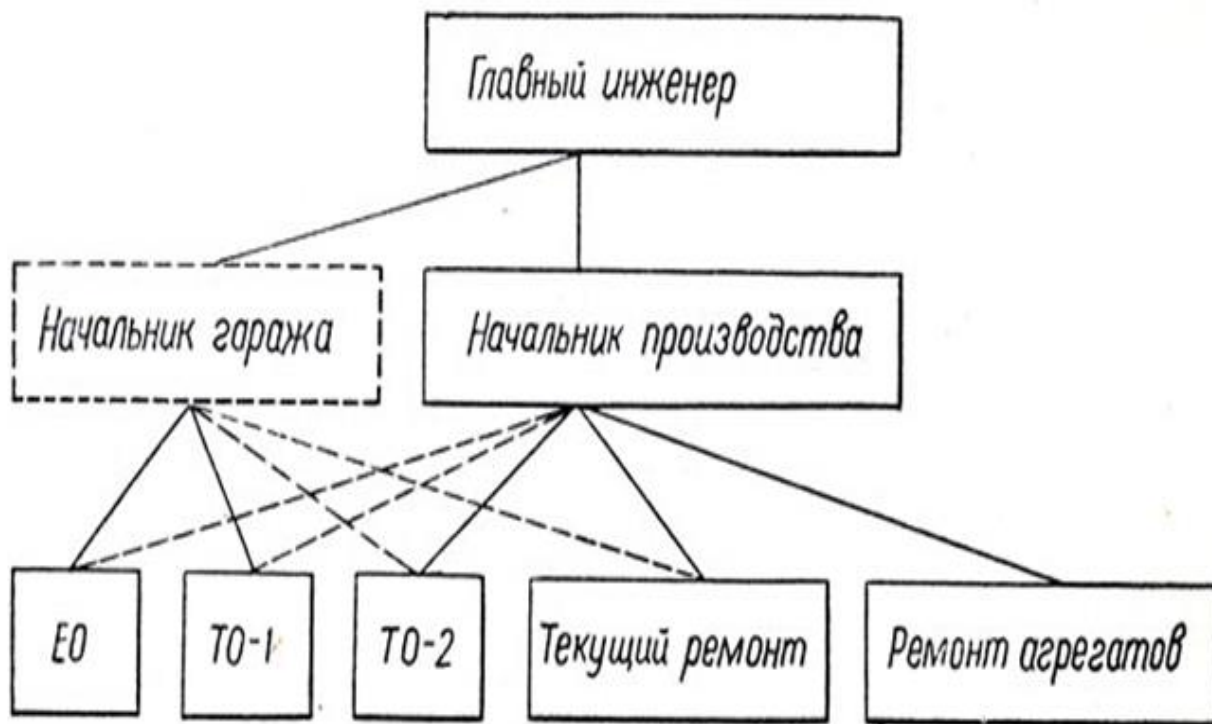 Главный инженер
Начальник гаража
Начальник производства
ЕО
ТО-1
ТО-2
Текущий ремонт
Ремонт агрегатов